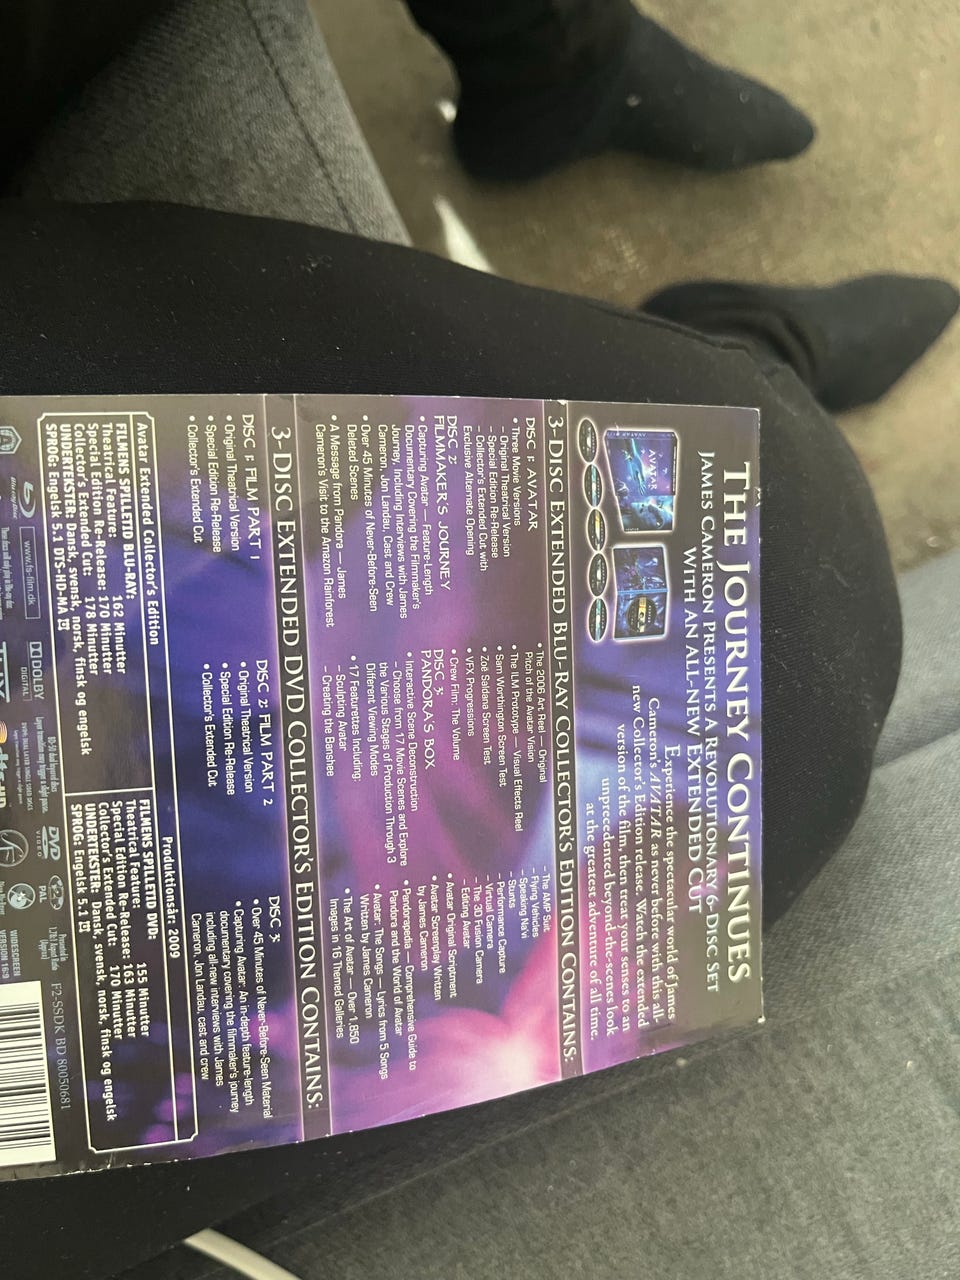 THE JOURNEY CONTINUES
JAMES CAMERON PRESENTS A REVOLUTIONARY 6-DISC SET
WITH AN ALL-NEW EXTENDED CUT
AVATAR
Experience the spectacular world of James
Cameron's AVATAR as never before with this all-
new Collector's Edition release. Watch the extended
version of the film, then treat your senses to an
unprecedented beyond-the-scenes look
at the greatest adventure of all time.
3-DISC EXTENDED BLU-RAY COLLECTOR'S EDITION CONTAINS:
DISC 1: AVATAR
• Three Movie Versions
– Original Theatrical Version
– Special Edition Re-Release
– Collector's Extended Cut with
Exclusive Alternate Opening
DISC 2:
FILMMAKER'S JOURNEY
• Capturing Avatar — Feature-Length
Documentary Covering the Filmmaker's
Journey, Including Interviews with James
Cameron, Jon Landau, Cast and Crew
• Over 45 Minutes of Never-Before-Seen
Deleted Scenes
• A Message from Pandora — James
Cameron's Visit to the Amazon Rainforest
• The 2006 Art Reel — Original
Pitch of the Avatar Vision
• The ILM Prototype — Visual Effects Reel
• Sam Worthington Screen Test
• Zoë Saldana Screen Test
• VFX Progressions
• Crew Film: The Volume
DISC 3:
PANDORA'S BOX
• Interactive Scene Deconstruction
– Choose from 17 Movie Scenes and Explore
the Various Stages of Production Through 3
Different Viewing Modes
• 17 Featurettes Including:
– Sculpting Avatar
– Creating the Banshee
– The AMP Suit
– Flying Vehicles
– Speaking Na'vi
– Stunts
– Performance Capture
– Virtual Camera
– The 3D Fusion Camera
– Editing Avatar
• Avatar Original Scriptment
• Avatar Screenplay Written
by James Cameron
• Pandorapedia — Comprehensive Guide to
Pandora and the World of Avatar
• Avatar: The Songs — Lyrics from 5 Songs
Written by James Cameron
• The Art of Avatar — Over 1,850
Images in 16 Themed Galleries
3-DISC EXTENDED DVD COLLECTOR'S EDITION CONTAINS:
DISC 1: FILM PART 1
• Original Theatrical Version
• Special Edition Re-Release
• Collector's Extended Cut
DISC 2: FILM PART 2
• Original Theatrical Version
• Special Edition Re-Release
• Collector's Extended Cut
DISC 3:
• Over 45 Minutes of Never-Before-Seen Material
• Capturing Avatar: An in-depth feature-length
documentary covering the filmmaker's journey
including all-new interviews with James
Cameron, Jon Landau, cast and crew
Avatar Extended Collector's Edition
Produktionsår: 2009
FILMENS SPILLETID BLU-RAY:
Theatrical Feature: 162 Minutter
Special Edition Re-Release: 170 Minutter
Collector's Extended Cut: 178 Minutter
UNDERTEKSTER: Dansk, svensk, norsk, finsk og engelsk
SPROG: Engelsk 5.1 DTS-HD-MA
FILMENS SPILLETID DVD:
Theatrical Feature: 155 Minutter
Special Edition Re-Release: 163 Minutter
Collector's Extended Cut: 170 Minutter
UNDERTEKSTER: Dansk, svensk, norsk, finsk og engelsk
SPROG: Engelsk 5.1
Blu-ray Disc
www.fs-film.dk
DOLBY
DIGITAL
DVD
VIDEO
PAL
WIDESCREEN
VERSION 16:9
F2-SSDK BD 80050681